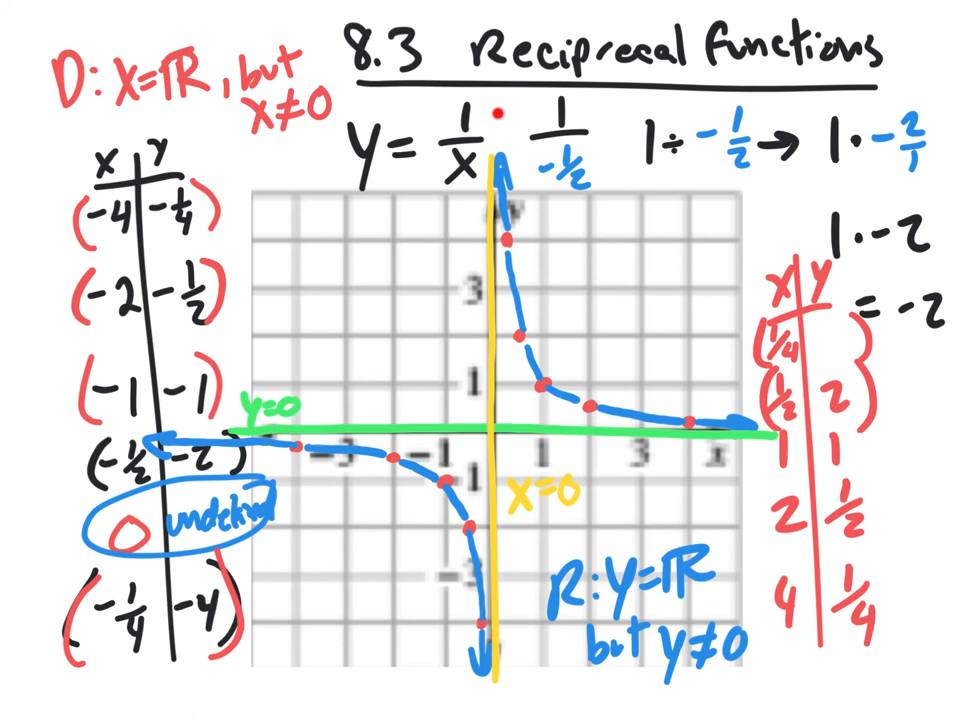 8.3 Reciprocal functions
D: x=ℝ, but
x≠0
y = 1/x
1/(-1/2)
1 ÷ -1/2 → 1 · -2/1
1 · -2
= -2
x y
(-4 -1/4)
(-2 -1/2)
(-1 -1)
(-1/2 -2)
0 undefined
(-1/4 -4)
y
3
1
y=0
-3 -1 1 3 x
-1
x=0
-3
R: y=ℝ
but y≠0
x y
(1/4 )
(1/2 2)
1 1
2 1/2
4 1/4